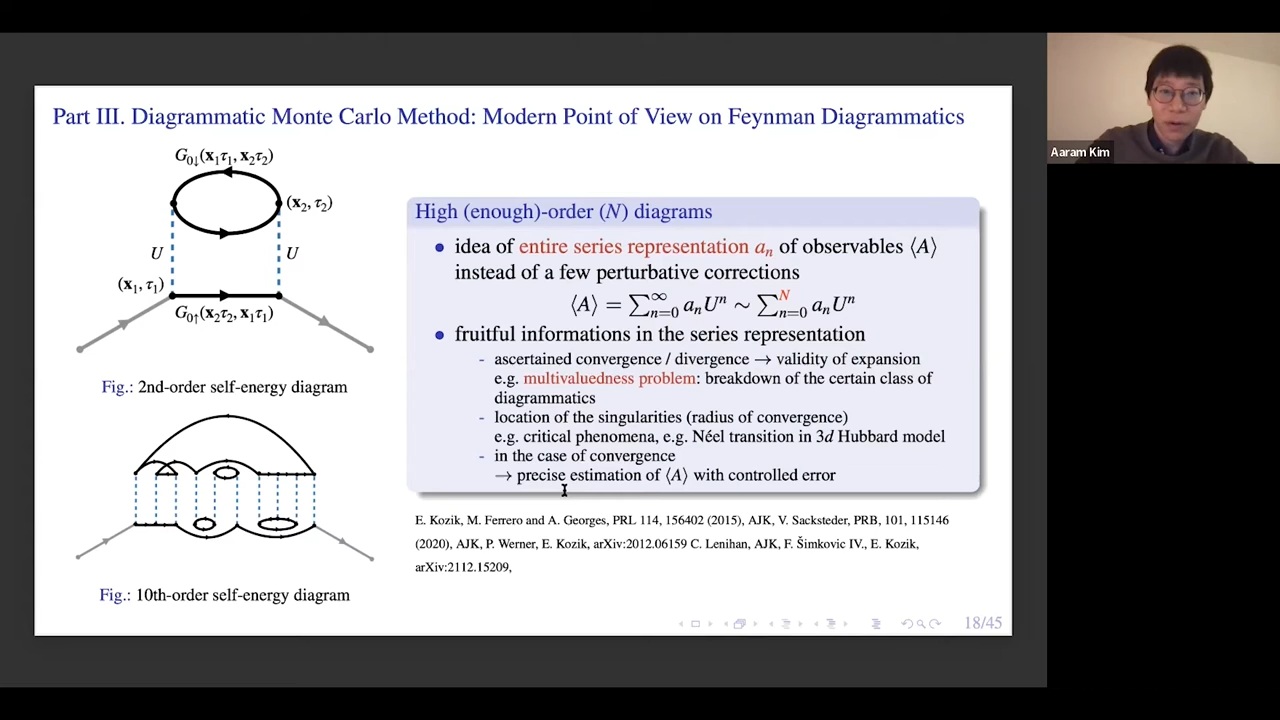 Part III. Diagrammatic Monte Carlo Method: Modern Point of View on Feynman Diagrammatics
G0↓(x1τ1, x2τ2)
(x2, τ2)
U
U
(x1, τ1)
G0↑(x2τ2, x1τ1)
Fig.: 2nd-order self-energy diagram
Fig.: 10th-order self-energy diagram
High (enough)-order (N) diagrams
idea of entire series representation an of observables ⟨A⟩
instead of a few perturbative corrections
⟨A⟩ = ∑∞n=0 anUn ∼ ∑Nn=0 anUn
fruitful informations in the series representation
- ascertained convergence / divergence → validity of expansion
e.g. multivaluedness problem: breakdown of the certain class of
diagrammatics
- location of the singularities (radius of convergence)
e.g. critical phenomena, e.g. Néel transition in 3d Hubbard model
- in the case of convergence
→ precise estimation of ⟨A⟩ with controlled error
E. Kozik, M. Ferrero and A. Georges, PRL 114, 156402 (2015), AJK, V. Sacksteder, PRB, 101, 115146
(2020), AJK, P. Werner, E. Kozik, arXiv:2012.06159 C. Lenihan, AJK, F. Šimkovic IV., E. Kozik,
arXiv:2112.15209,
18/45
Aaram Kim